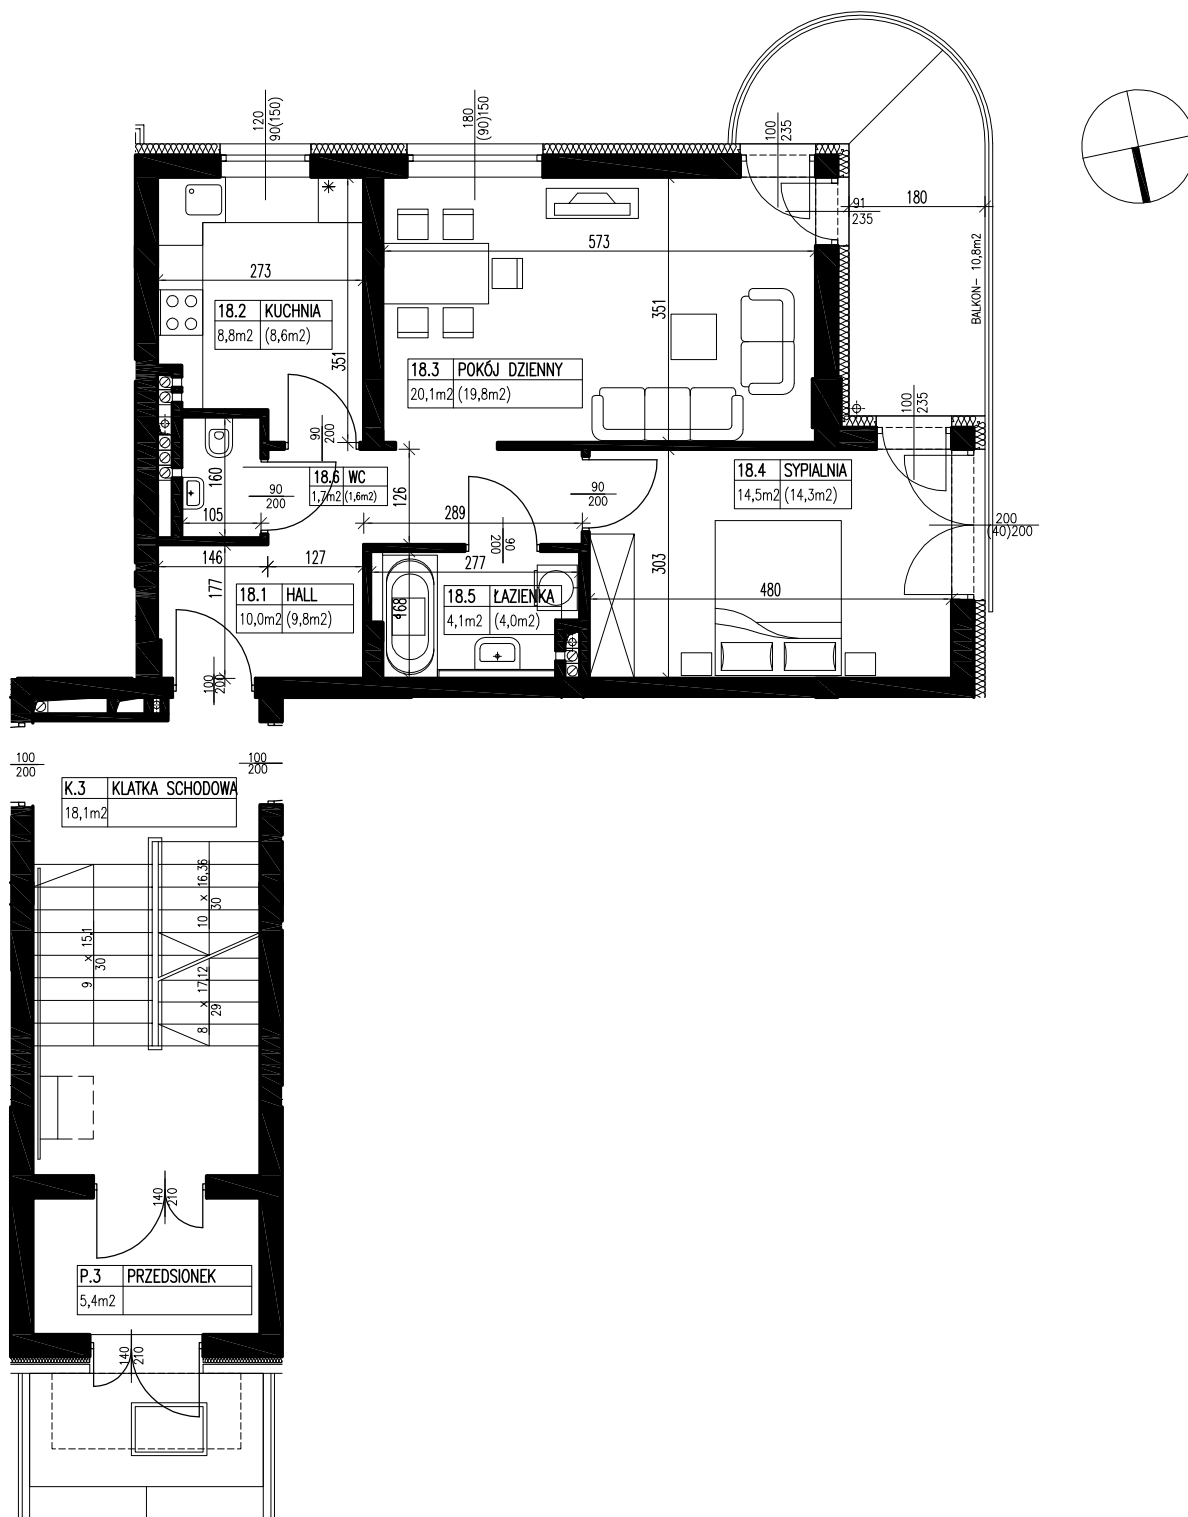 120
90(150)
180
(90)150
100
235
91
235
180
BALKON- 10,8m2
573
273
351
351
18.2 KUCHNIA
8,8m2 (8,6m2)
18.3 POKÓJ DZIENNY
20,1m2 (19,8m2)
100
235
90
200
18.6 WC
1,7m2 (1,6m2)
18.4 SYPIALNIA
14,5m2 (14,3m2)
160
105
90
200
126
289
90
200
90
200
200
(40)200
146
127
277
303
480
177
18.1 HALL
10,0m2 (9,8m2)
168
18.5 ŁAZIENKA
4,1m2 (4,0m2)
100
200
100
200
100
200
K.3 KLATKA SCHODOWA
18,1m2
9 x 15,1
30
10 x 16,36
30
8 x 17,12
29
140
210
P.3 PRZEDSIONEK
5,4m2
140
210